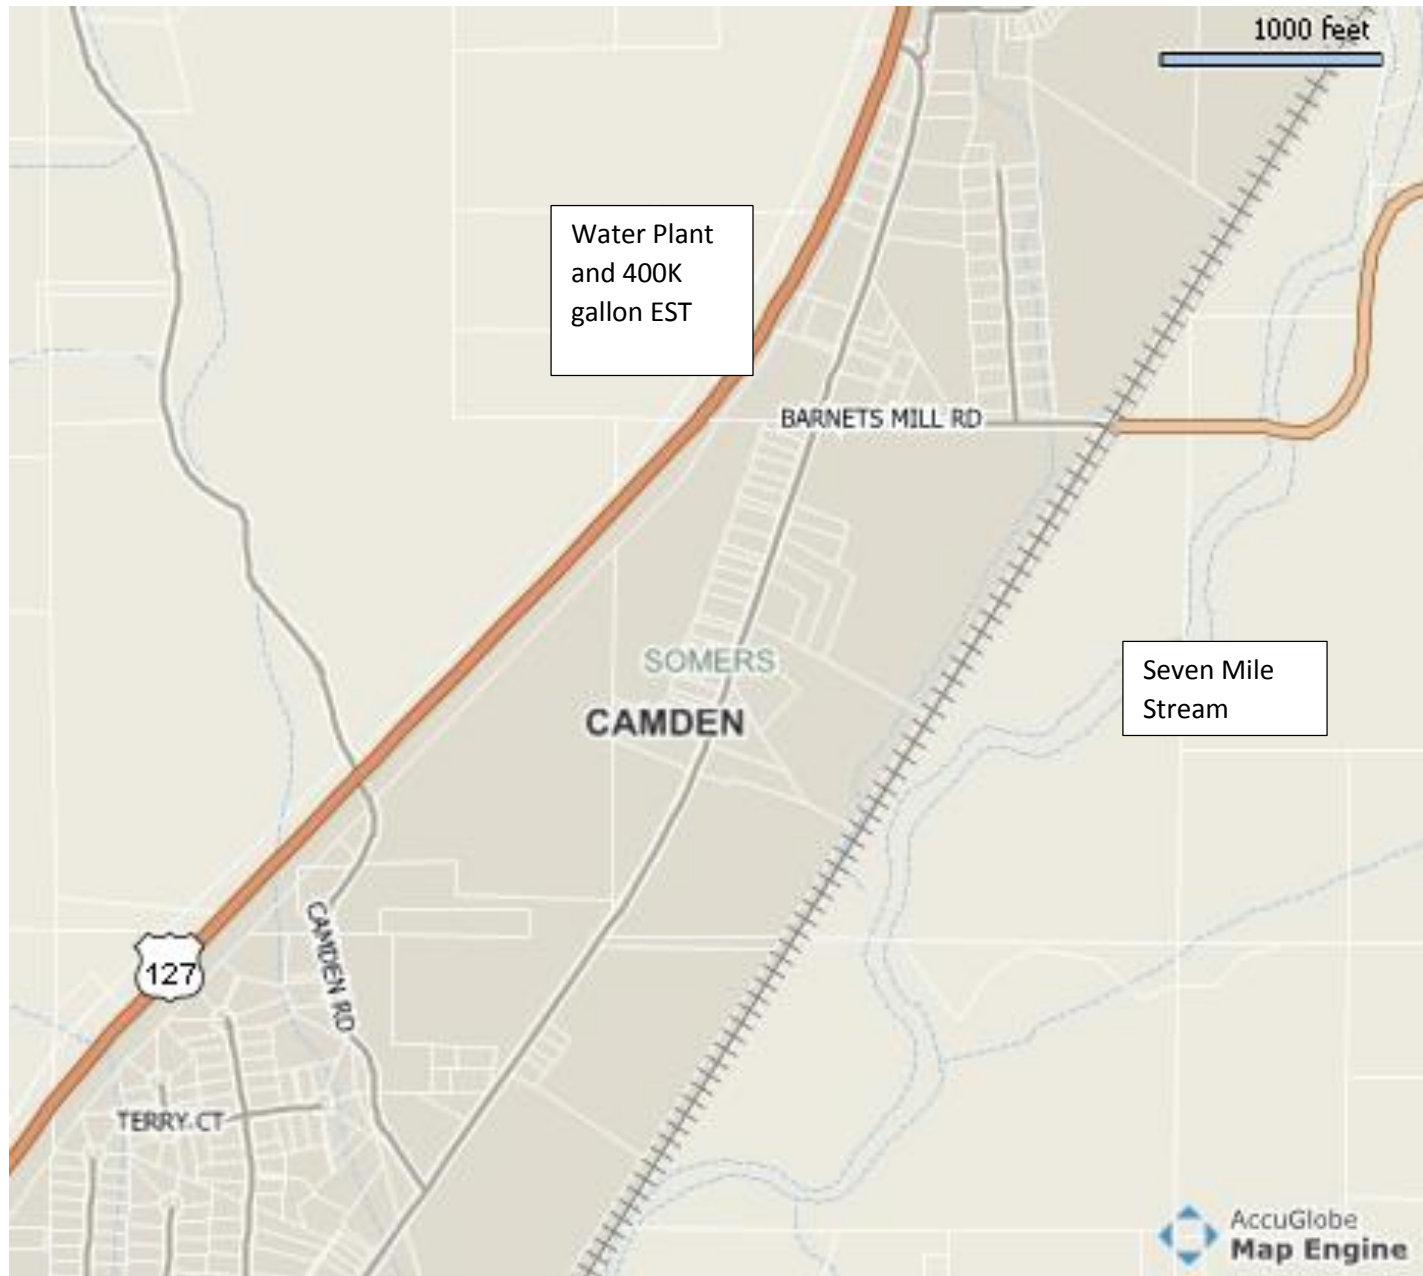 1000 feet
Water Plant
and 400K
gallon EST
BARNETS MILL RD
SOMERS
CAMDEN
Seven Mile
Stream
CAMDEN RD
127
TERRY CT
AccuGlobe
Map Engine